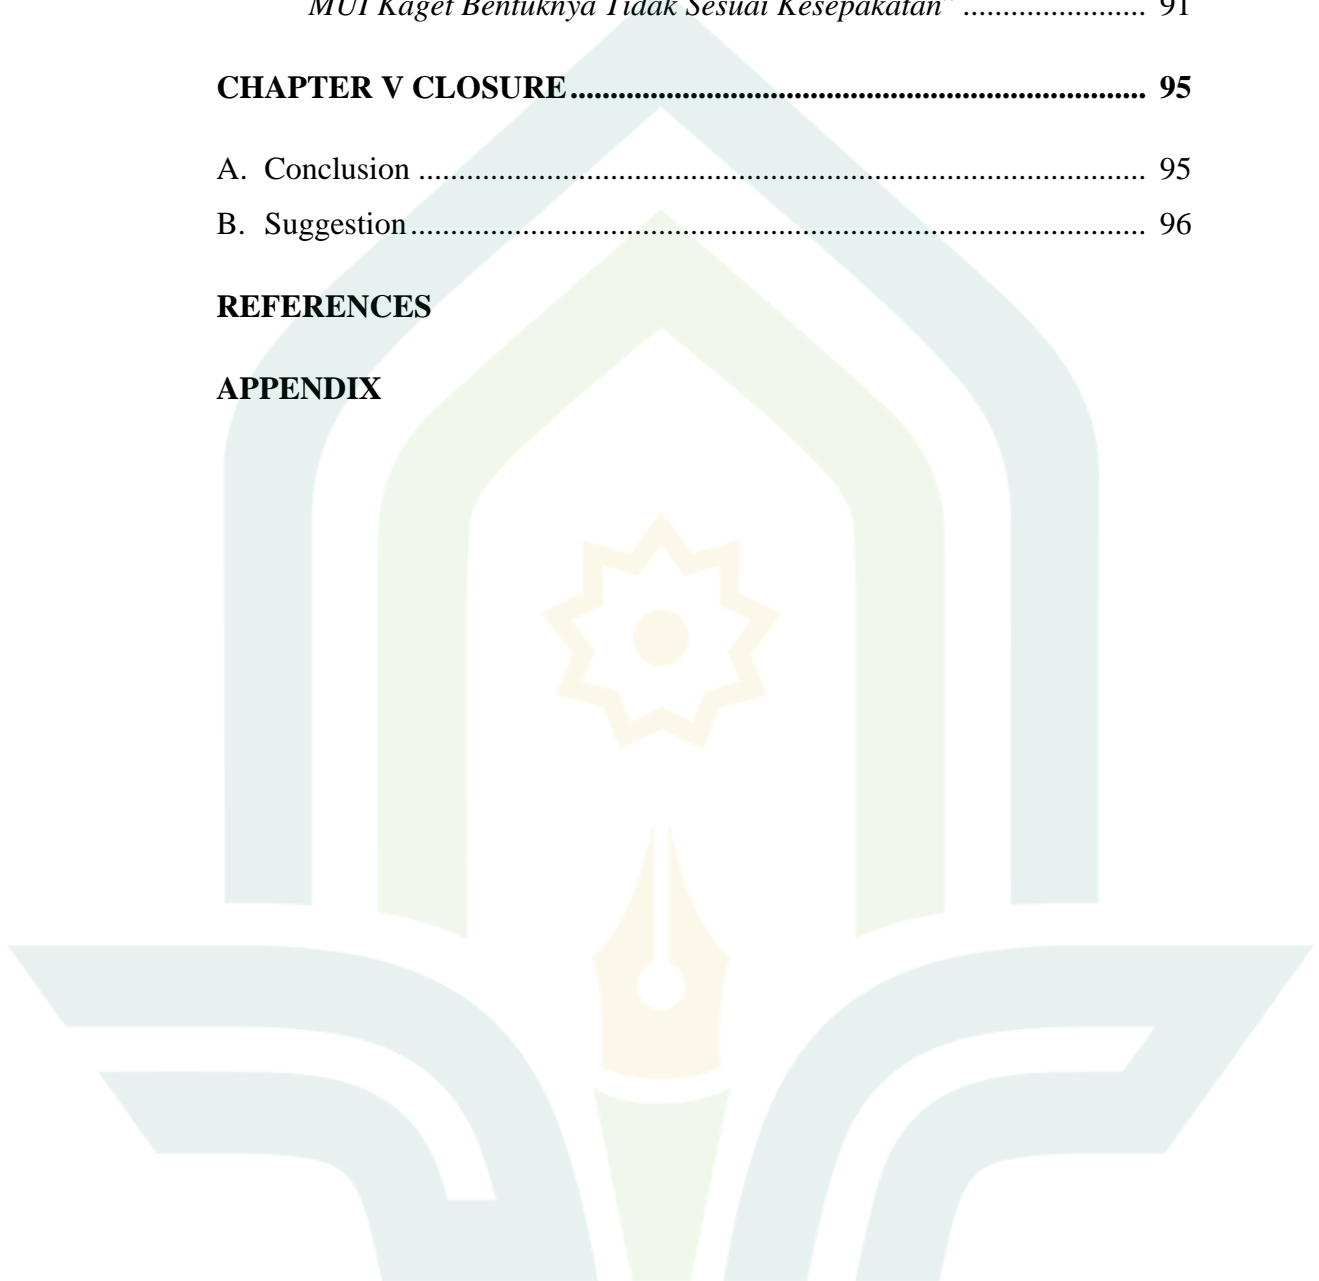 MUI Kaget Bentuknya Tidak Sesuai Kesepakatan" ....................... 91
CHAPTER V CLOSURE ........................................................................ 95
A. Conclusion ........................................................................................... 95
B. Suggestion ............................................................................................ 96
REFERENCES
APPENDIX